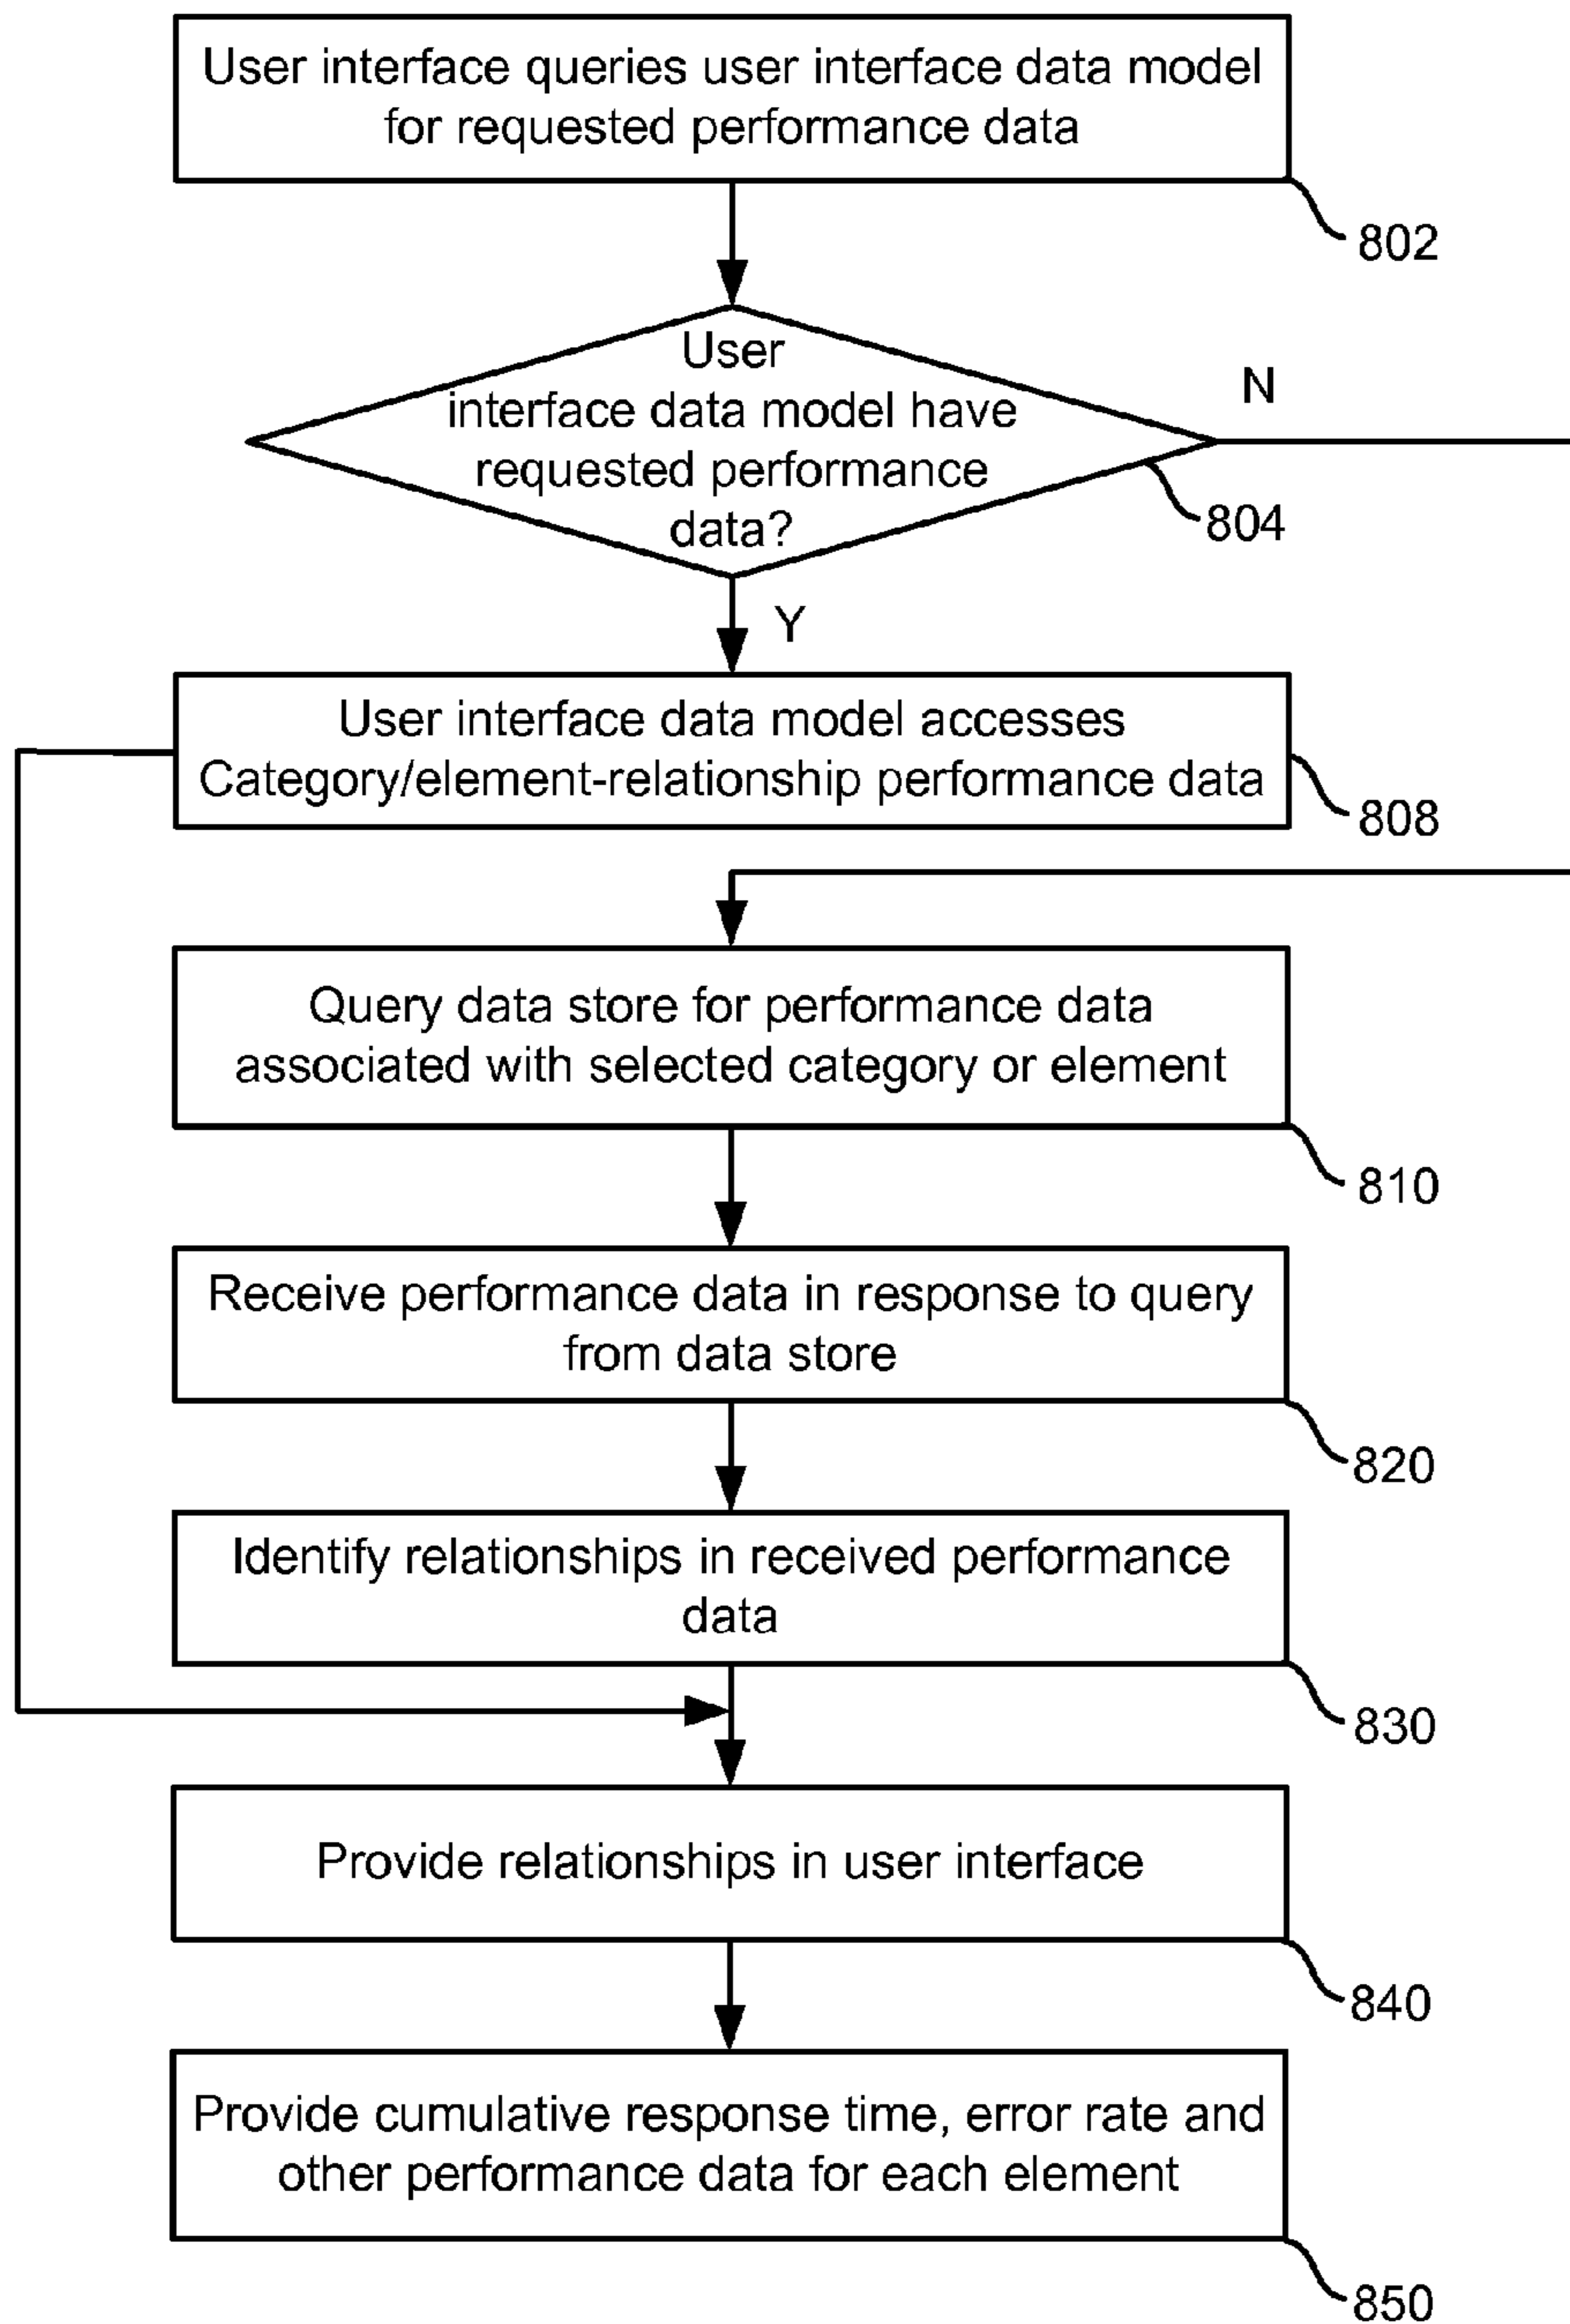 User interface queries user interface data model
for requested performance data
802
User
interface data model have
requested performance
data?
N
804
Y
User interface data model accesses
Category/element-relationship performance data
808
Query data store for performance data
associated with selected category or element
810
Receive performance data in response to query
from data store
820
Identify relationships in received performance
data
830
Provide relationships in user interface
840
Provide cumulative response time, error rate and
other performance data for each element
850